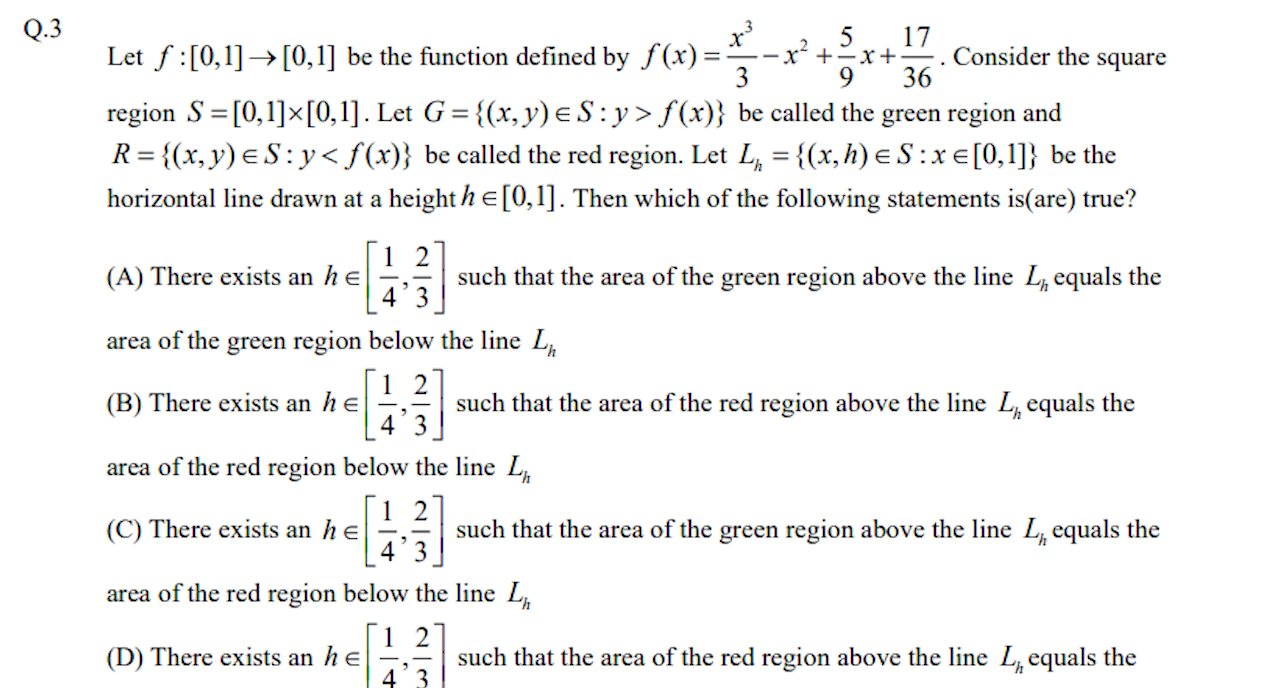 Q.3
Let f : [0,1] → [0,1] be the function defined by f(x) = x³/3 − x² + 5/9 x + 17/36 . Consider the square
region S = [0,1]×[0,1]. Let G = {(x, y) ∈ S : y > f(x)} be called the green region and
R = {(x, y) ∈ S : y < f(x)} be called the red region. Let Lₕ = {(x, h) ∈ S : x ∈ [0,1]} be the
horizontal line drawn at a height h ∈ [0,1]. Then which of the following statements is(are) true?
(A) There exists an h ∈ [1/4, 2/3] such that the area of the green region above the line Lₕ equals the
area of the green region below the line Lₕ
(B) There exists an h ∈ [1/4, 2/3] such that the area of the red region above the line Lₕ equals the
area of the red region below the line Lₕ
(C) There exists an h ∈ [1/4, 2/3] such that the area of the green region above the line Lₕ equals the
area of the red region below the line Lₕ
(D) There exists an h ∈ [1/4, 2/3] such that the area of the red region above the line Lₕ equals the